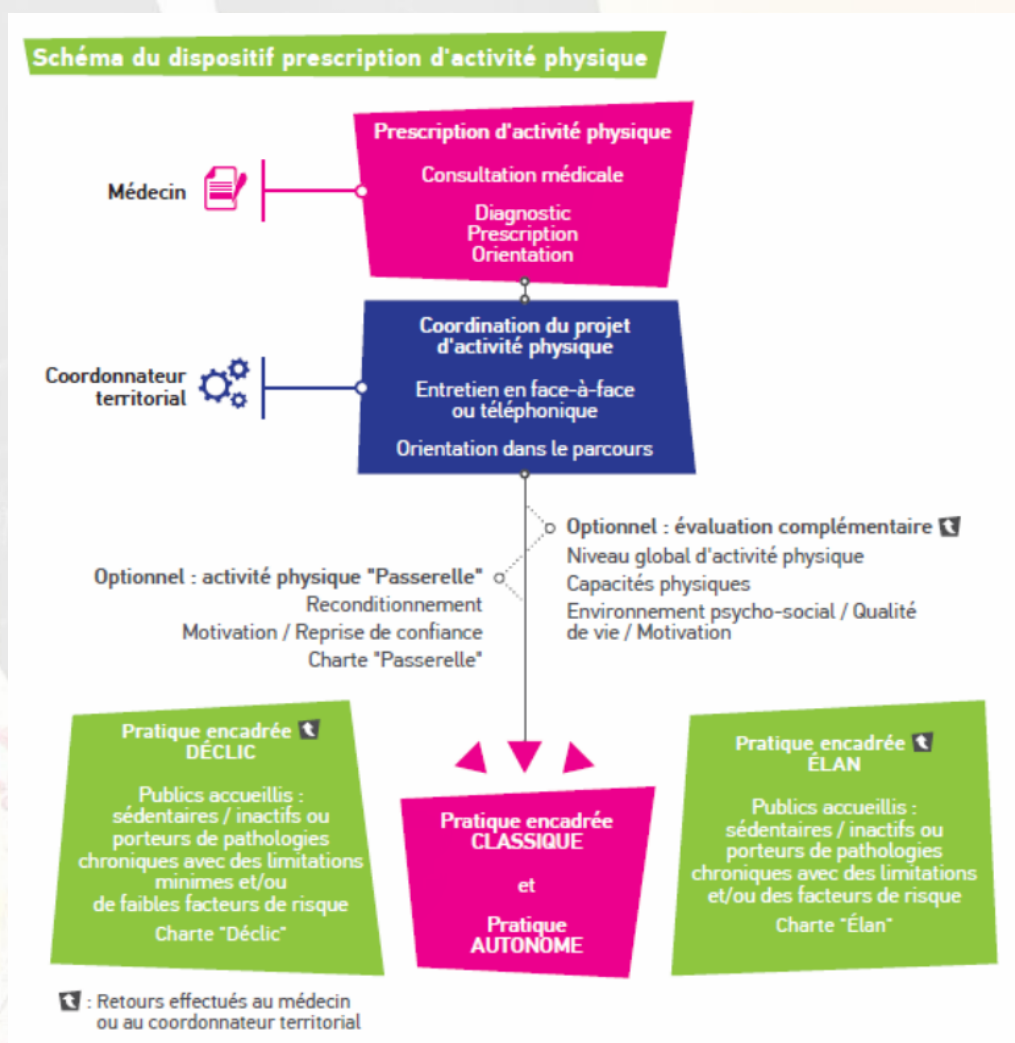 Schéma du dispositif prescription d'activité physique
Médecin
Prescription d'activité physique
Consultation médicale
Diagnostic
Prescription
Orientation
Coordonnateur
territorial
Coordination du projet
d'activité physique
Entretien en face-à-face
ou téléphonique
Orientation dans le parcours
Optionnel : évaluation complémentaire
Niveau global d'activité physique
Capacités physiques
Environnement psycho-social / Qualité
de vie / Motivation
Optionnel : activité physique "Passerelle"
Reconditionnement
Motivation / Reprise de confiance
Charte "Passerelle"
Pratique encadrée
DÉCLIC
Publics accueillis :
sédentaires / inactifs ou
porteurs de pathologies
chroniques avec des limitations
minimes et/ou
de faibles facteurs de risque
Charte "Déclic"
Pratique encadrée
CLASSIQUE
et
Pratique
AUTONOME
Pratique encadrée
ÉLAN
Publics accueillis :
sédentaires / inactifs ou
porteurs de pathologies
chroniques avec des limitations
et/ou des facteurs de risque
Charte "Élan"
: Retours effectués au médecin
ou au coordonnateur territorial